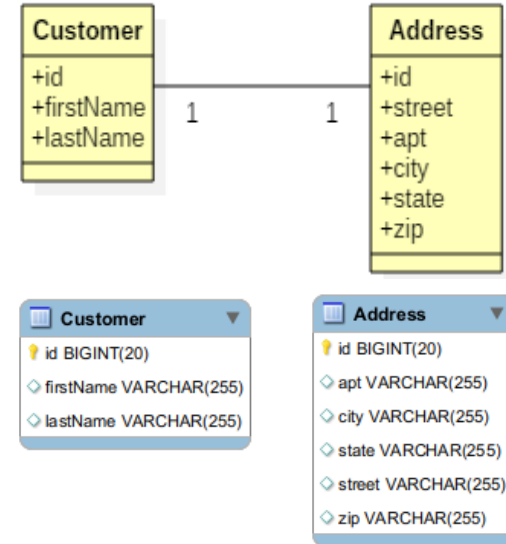 Customer
+id
+firstName
+lastName
1
1
Address
+id
+street
+apt
+city
+state
+zip
Customer
id BIGINT(20)
firstName VARCHAR(255)
lastName VARCHAR(255)
Address
id BIGINT(20)
apt VARCHAR(255)
city VARCHAR(255)
state VARCHAR(255)
street VARCHAR(255)
zip VARCHAR(255)